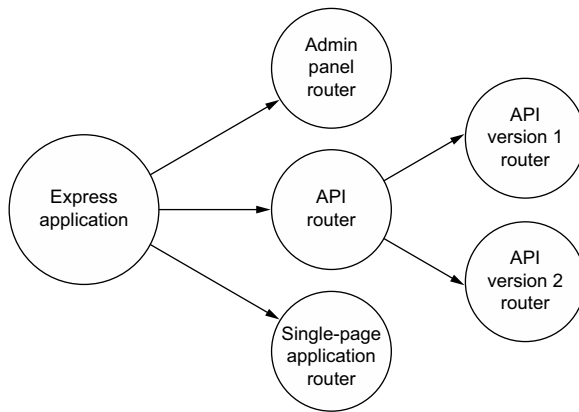 Express
application
Admin
panel
router
API
router
Single-page
application
router
API
version 1
router
API
version 2
router